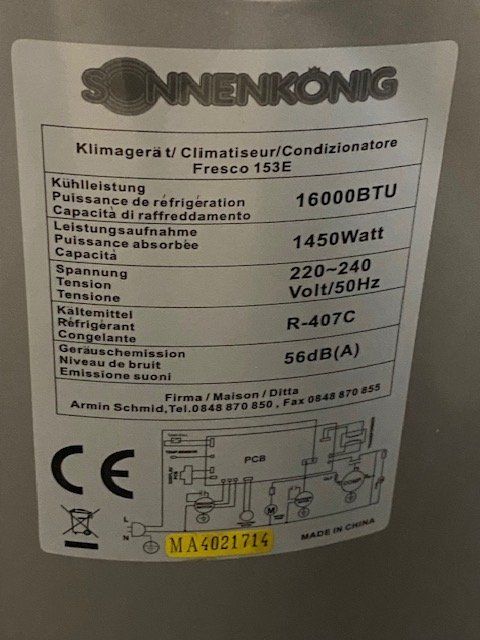 SONNENKÖNIG
Klimagerät/ Climatiseur/Condizionatore
Fresco 153E
Kühlleistung
Puissance de réfrigération
Capacità di raffreddamento
16000BTU
Leistungsaufnahme
Puissance absorbée
Capacità
1450Watt
Spannung
Tension
Tensione
220~240
Volt/50Hz
Kältemittel
Réfrigérant
Congelante
R-407C
Geräuschemission
Niveau de bruit
Emissione suoni
56dB(A)
Firma / Maison / Ditta
Armin Schmid,Tel.0848 870 850, Fax 0848 870 855
CE
PCB
COMP
M
L
N
MA4021714
MADE IN CHINA